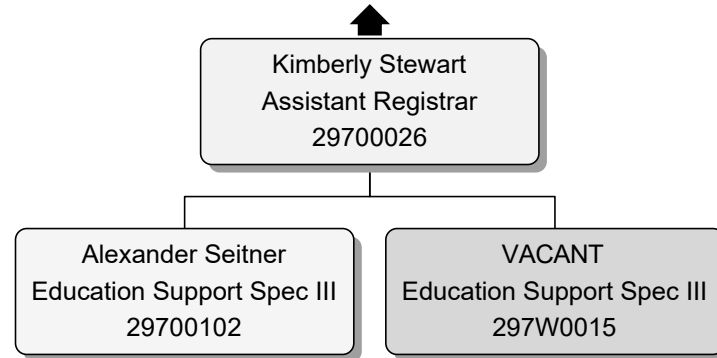 Kimberly Stewart
Assistant Registrar
29700026
Alexander Seitner
Education Support Spec III
29700102
VACANT
Education Support Spec III
297W0015